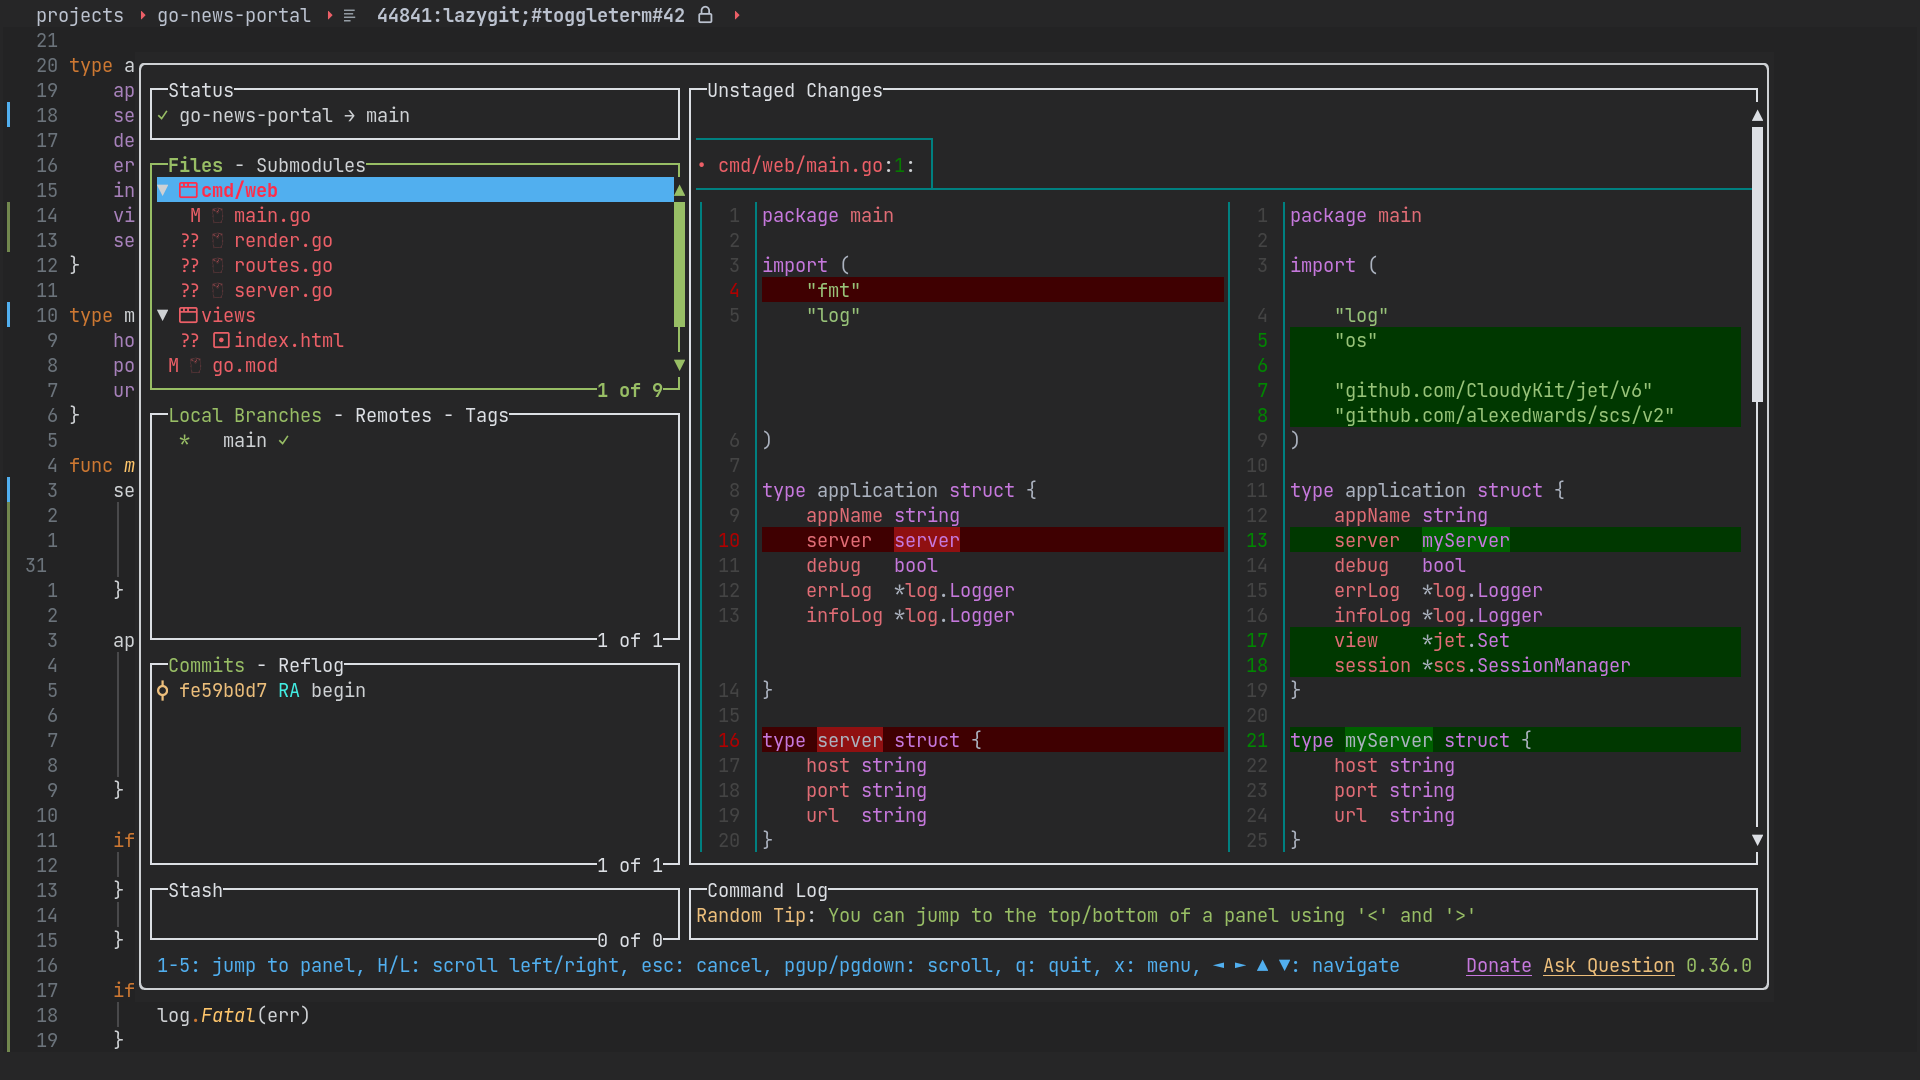 projects go-news-portal 44841:lazygit;#toggleterm#42
21
20 type a
19 ap
18 se
17 de
16 er
15 in
14 vi
13 se
12 }
11
10 type m
9 ho
8 po
7 ur
6 }
5
4 func m
3 se
2
1
31
1 }
2
3 ap
4
5
6
7
8
9 }
10
11 if
12
13 }
14
15 }
16
17 if
18 log.Fatal(err)
19 }
Status
✓ go-news-portal → main
Files - Submodules
▼ cmd/web
M main.go
?? render.go
?? routes.go
?? server.go
▼ views
?? index.html
M go.mod
1 of 9
Local Branches - Remotes - Tags
* main ✓
1 of 1
Commits - Reflog
fe59b0d7 RA begin
1 of 1
Stash
0 of 0
Unstaged Changes
• cmd/web/main.go:1:
1 package main
2
3 import (
4 "fmt"
5 "log"
6 )
7
8 type application struct {
9 appName string
10 server server
11 debug bool
12 errLog *log.Logger
13 infoLog *log.Logger
14 }
15
16 type server struct {
17 host string
18 port string
19 url string
20 }
1 package main
2
3 import (
4 "log"
5 "os"
6
7 "github.com/CloudyKit/jet/v6"
8 "github.com/alexedwards/scs/v2"
9 )
10
11 type application struct {
12 appName string
13 server myServer
14 debug bool
15 errLog *log.Logger
16 infoLog *log.Logger
17 view *jet.Set
18 session *scs.SessionManager
19 }
20
21 type myServer struct {
22 host string
23 port string
24 url string
25 }
Command Log
Random Tip: You can jump to the top/bottom of a panel using '<' and '>'
1-5: jump to panel, H/L: scroll left/right, esc: cancel, pgup/pgdown: scroll, q: quit, x: menu, ◄ ► ▲ ▼: navigate Donate Ask Question 0.36.0